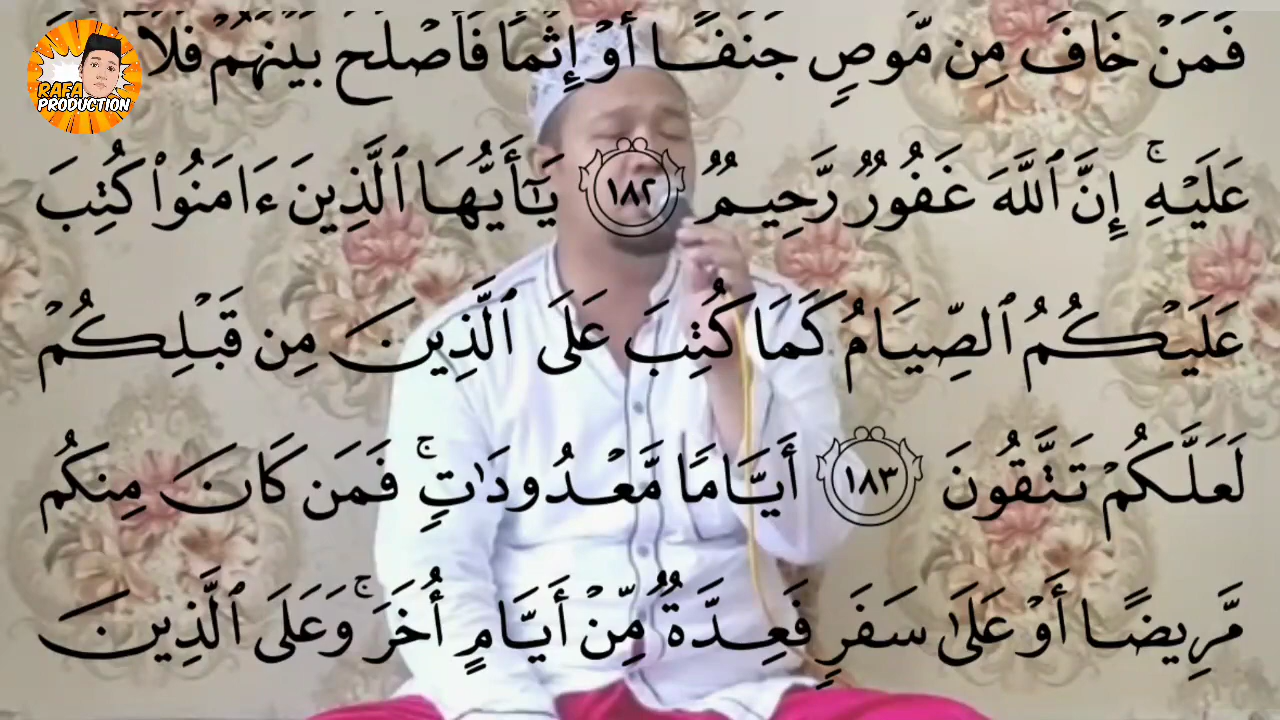 فَمَنْ خَافَ مِن مُّوصٍ جَنَفًا أَوْ إِثْمًا فَأَصْلَحَ بَيْنَهُمْ فَلَآ
عَلَيْهِ ۚ إِنَّ ٱللَّهَ غَفُورٌ رَّحِيمٌ ١٨٢ يَـٰٓأَيُّهَا ٱلَّذِينَ ءَامَنُوا۟ كُتِبَ
عَلَيْكُمُ ٱلصِّيَامُ كَمَا كُتِبَ عَلَى ٱلَّذِينَ مِن قَبْلِكُمْ
لَعَلَّكُمْ تَتَّقُونَ ١٨٣ أَيَّامًا مَّعْدُودَٰتٍ ۚ فَمَن كَانَ مِنكُم
مَّرِيضًا أَوْ عَلَىٰ سَفَرٍ فَعِدَّةٌ مِّنْ أَيَّامٍ أُخَرَ ۚ وَعَلَى ٱلَّذِينَ
RAFA
PRODUCTION